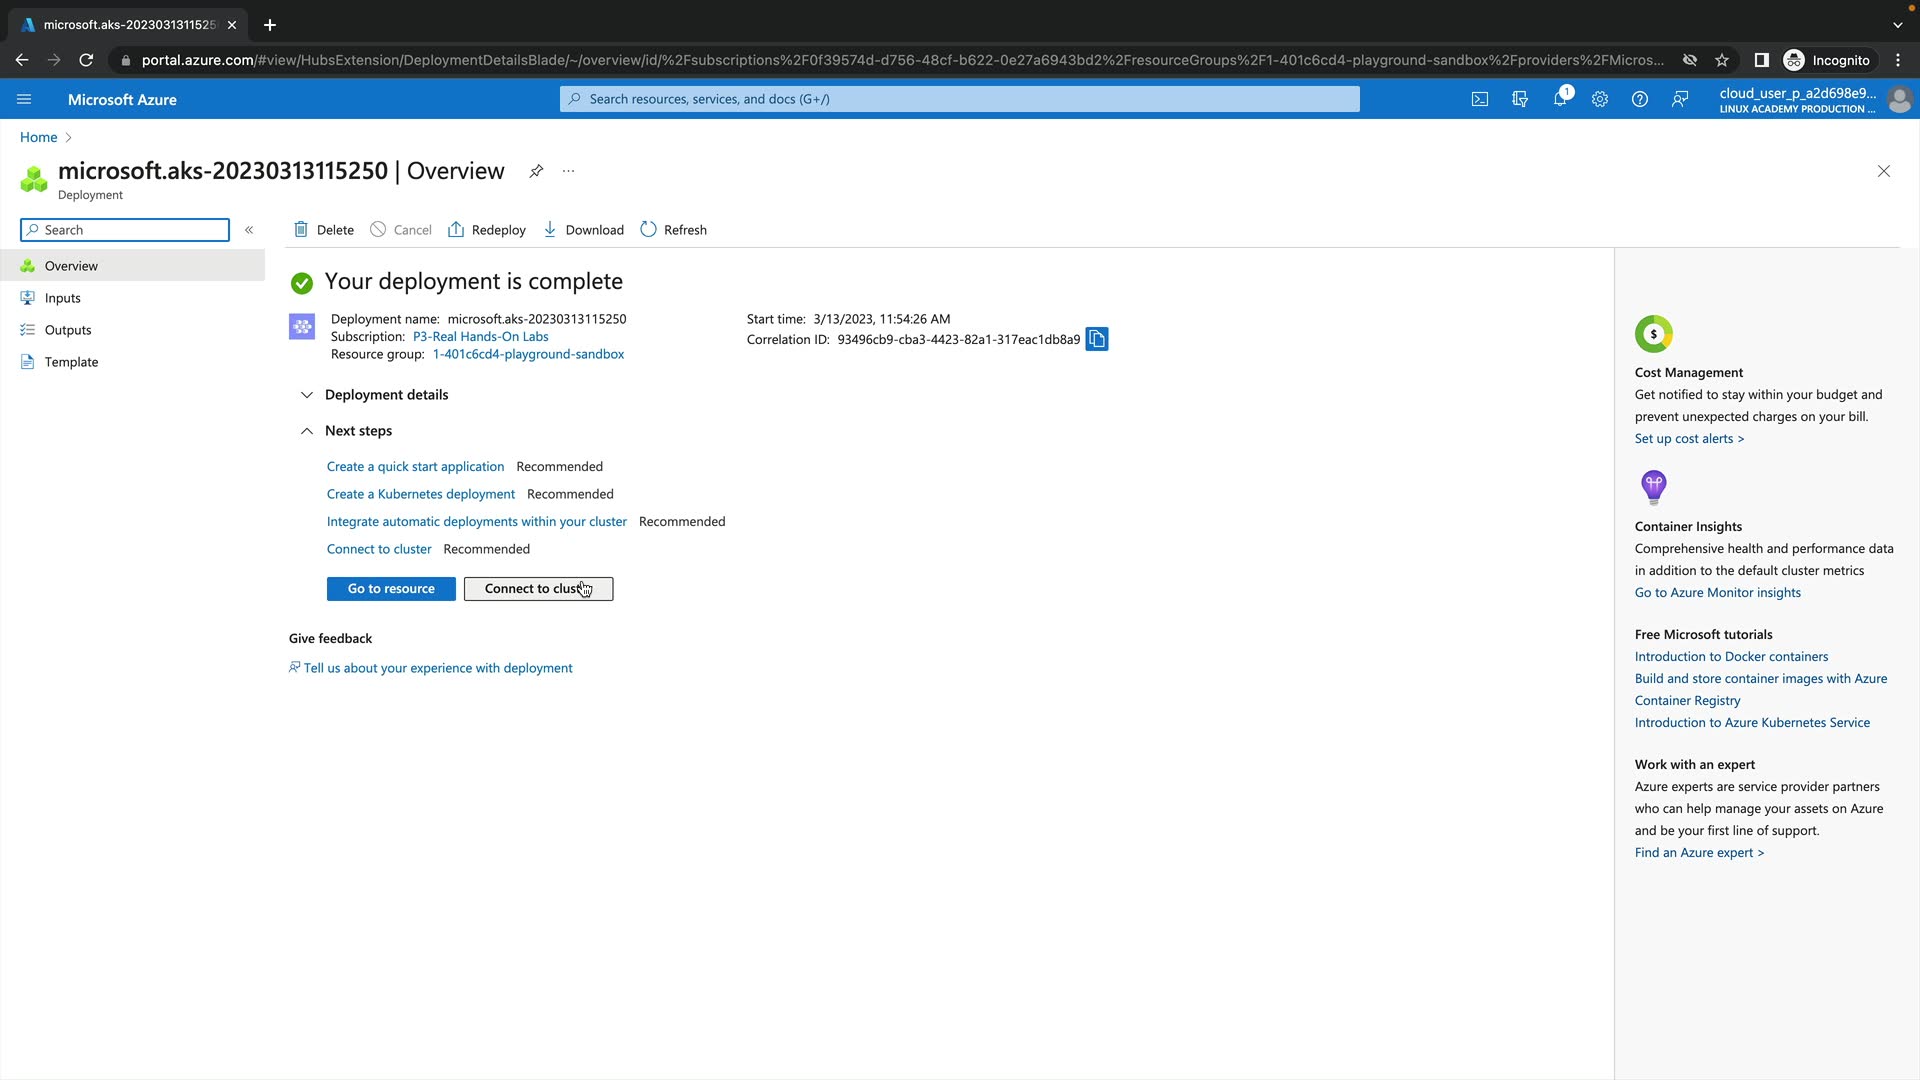 microsoft.aks-2023031311525
portal.azure.com/#view/HubsExtension/DeploymentDetailsBlade/~/overview/id/%2Fsubscriptions%2F0f39574d-d756-48cf-b622-0e27a6943bd2%2FresourceGroups%2F1-401c6cd4-playground-sandbox%2Fproviders%2FMicros...
Incognito
Microsoft Azure
Search resources, services, and docs (G+/)
1
cloud_user_p_a2d698e9...
LINUX ACADEMY PRODUCTION ...
Home
microsoft.aks-20230313115250 | Overview
...
Deployment
Search
«
Delete
Cancel
Redeploy
Download
Refresh
Overview
Inputs
Outputs
Template
Your deployment is complete
Deployment name: microsoft.aks-20230313115250
Subscription: P3-Real Hands-On Labs
Resource group: 1-401c6cd4-playground-sandbox
Start time: 3/13/2023, 11:54:26 AM
Correlation ID: 93496cb9-cba3-4423-82a1-317eac1db8a9
Deployment details
Next steps
Create a quick start application Recommended
Create a Kubernetes deployment Recommended
Integrate automatic deployments within your cluster Recommended
Connect to cluster Recommended
Go to resource
Connect to clust
Give feedback
Tell us about your experience with deployment
$
Cost Management
Get notified to stay within your budget and
prevent unexpected charges on your bill.
Set up cost alerts >
Container Insights
Comprehensive health and performance data
in addition to the default cluster metrics
Go to Azure Monitor insights
Free Microsoft tutorials
Introduction to Docker containers
Build and store container images with Azure
Container Registry
Introduction to Azure Kubernetes Service
Work with an expert
Azure experts are service provider partners
who can help manage your assets on Azure
and be your first line of support.
Find an Azure expert >